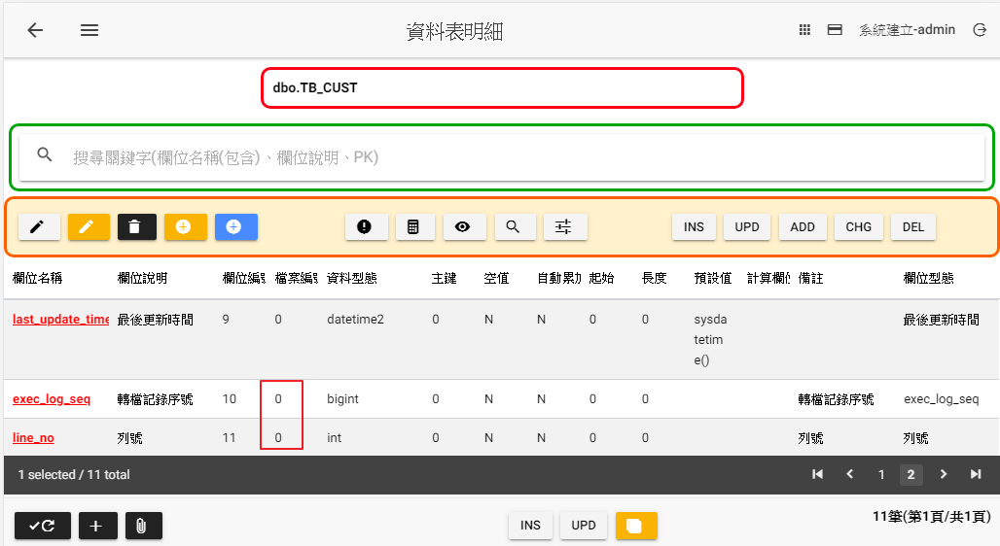 資料表明細
系統建立-admin
dbo.TB_CUST
搜尋關鍵字(欄位名稱(包含)、欄位說明、PK)
INS UPD ADD CHG DEL
欄位名稱 欄位說明 欄位編號 檔案編號 資料型態 主鍵 空值 自動累加 起始 長度 預設值 計算欄位 備註 欄位型態
last_update_time 最後更新時間 9 0 datetime2 0 N N 0 0 sysda 最後更新時間
tetim
e()
exec_log_seq 轉檔記錄序號 10 0 bigint 0 N N 0 0 轉檔記錄序號 exec_log_seq
line_no 列號 11 0 int 0 N N 0 0 列號 列號
1 selected / 11 total 1 2
INS UPD 11筆(第1頁/共1頁)